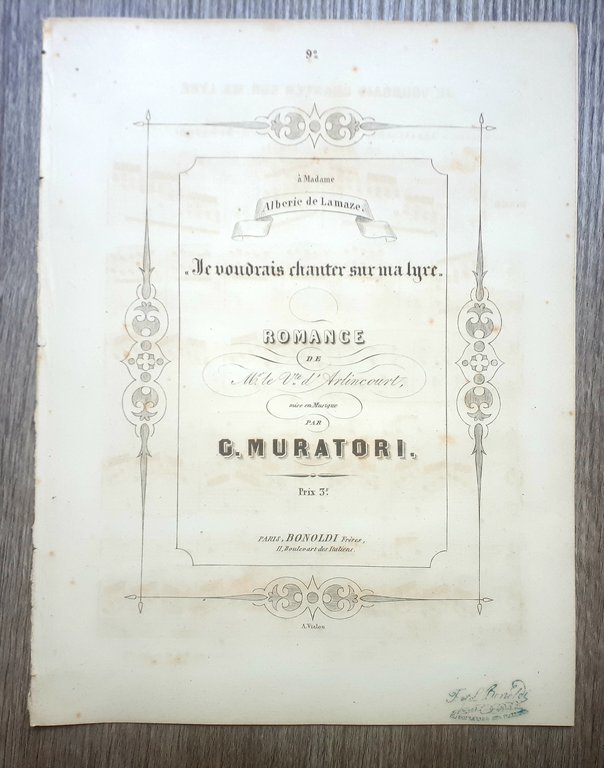 9e
à Madame
Alberic de Lamaze.
Je voudrais chanter sur ma lyre
ROMANCE
DE
Mr. le Vte. d'Arlincourt,
mise en Musique
PAR
G. MURATORI.
Prix 3f.
PARIS, BONOLDI Frères,
11, Boulevart des Italiens.
A. Vialon